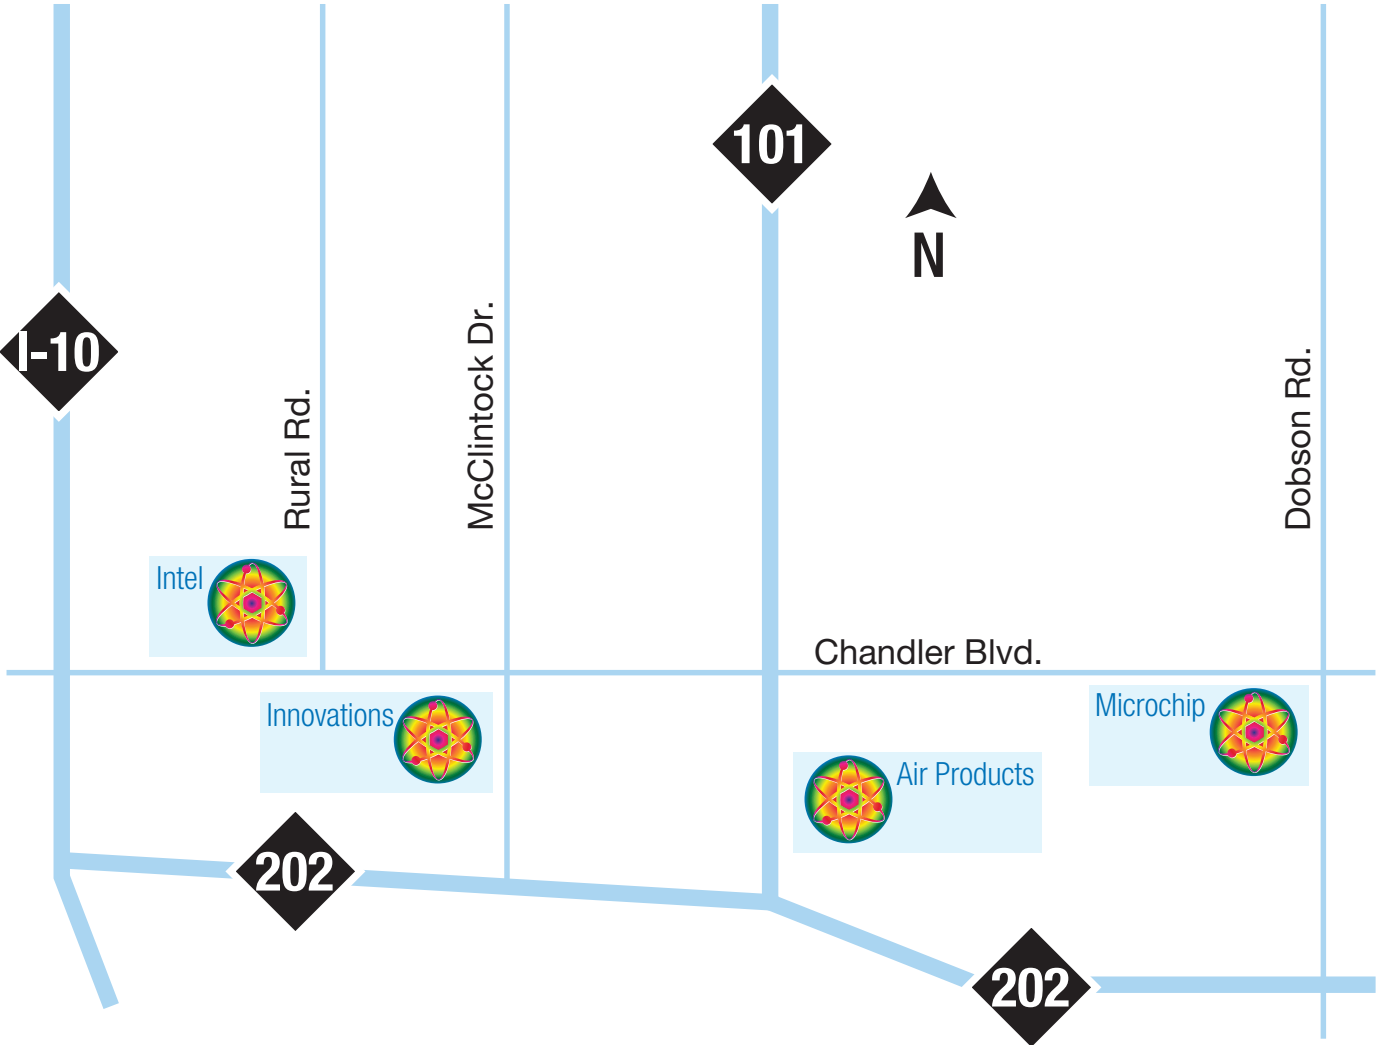 101
N
I-10
Rural Rd.
McClintock Dr.
Dobson Rd.
Intel
Chandler Blvd.
Innovations
Microchip
Air Products
202
202